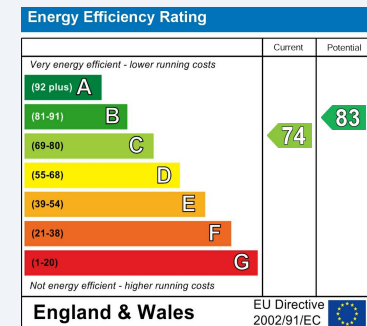 Energy Efficiency Rating
Current Potential
Very energy efficient - lower running costs
(92 plus) A
(81-91) B
83
(69-80) C
74
(55-68) D
(39-54) E
(21-38) F
(1-20) G
Not energy efficient - higher running costs
England & Wales
EU Directive
2002/91/EC